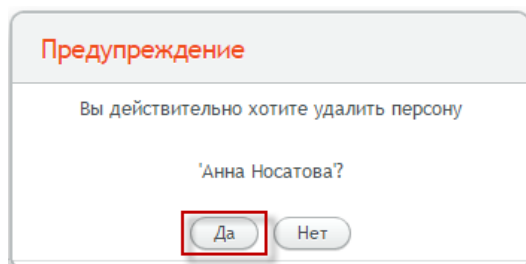 Предупреждение
Вы действительно хотите удалить персону
'Анна Носатова'?
Да Нет